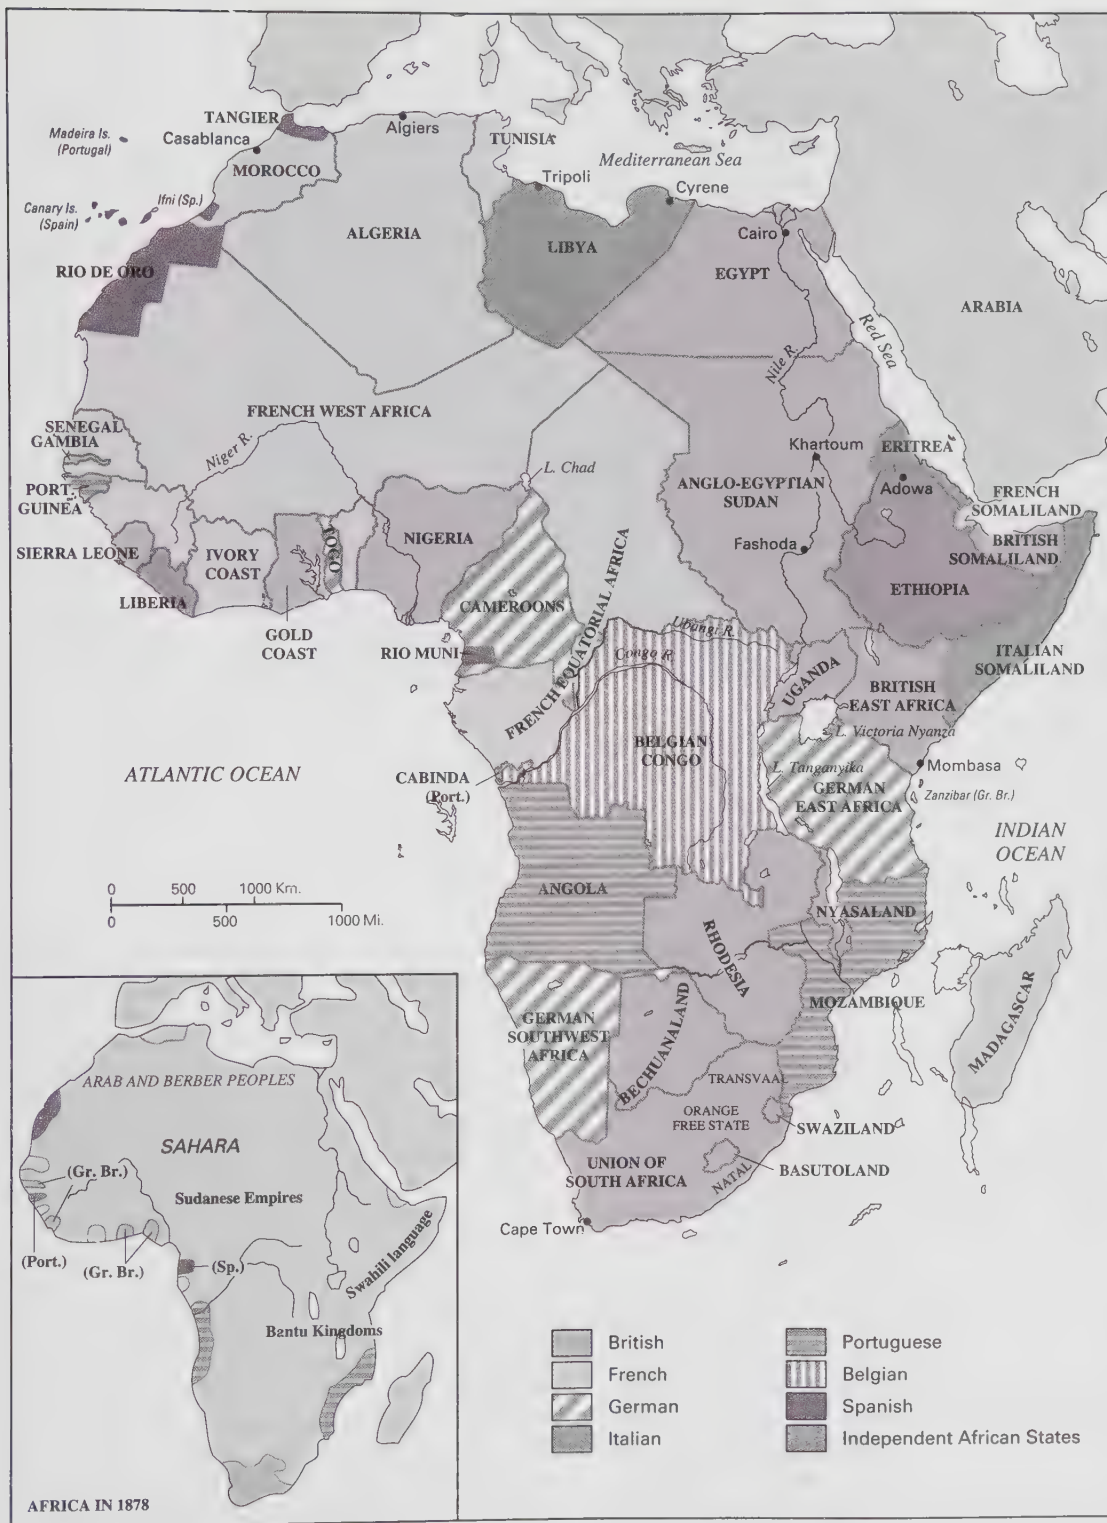 TANGIER
Algiers
Madeira Is.
(Portugal)
Casablanca
TUNISIA
Mediterranean Sea
MOROCCO
Tripoli
Cyrene
Ifni (Sp.)
Canary Is.
(Spain)
ALGERIA
LIBYA
Cairo
EGYPT
RIO DE ORO
ARABIA
Red Sea
Nile R.
FRENCH WEST AFRICA
SENEGAL
GAMBIA
Niger R.
Khartoum
ERITREA
L. Chad
PORT.
GUINEA
ANGLO-EGYPTIAN
SUDAN
Adowa
FRENCH
SOMALILAND
SIERRA LEONE
IVORY
COAST
TOGO
NIGERIA
Fashoda
BRITISH
SOMALILAND
LIBERIA
CAMEROONS
ETHIOPIA
GOLD
COAST
RIO MUNI
FRENCH EQUATORIAL AFRICA
Ubangi R.
Congo R.
UGANDA
BRITISH
EAST AFRICA
ITALIAN
SOMALILAND
L. Victoria Nyanza
BELGIAN
CONGO
ATLANTIC OCEAN
CABINDA
(Port.)
L. Tanganyika
GERMAN
EAST AFRICA
Mombasa
Zanzibar (Gr. Br.)
INDIAN
OCEAN
0 500 1000 Km.
0 500 1000 Mi.
ANGOLA
NYASALAND
RHODESIA
MOZAMBIQUE
MADAGASCAR
GERMAN
SOUTHWEST
AFRICA
BECHUANALAND
TRANSVAAL
ORANGE
FREE STATE
SWAZILAND
UNION OF
SOUTH AFRICA
NATAL
BASUTOLAND
Cape Town
ARAB AND BERBER PEOPLES
SAHARA
(Gr. Br.)
Sudanese Empires
(Port.)
(Gr. Br.)
(Sp.)
Swahili language
Bantu Kingdoms
AFRICA IN 1878
British
French
German
Italian
Portuguese
Belgian
Spanish
Independent African States